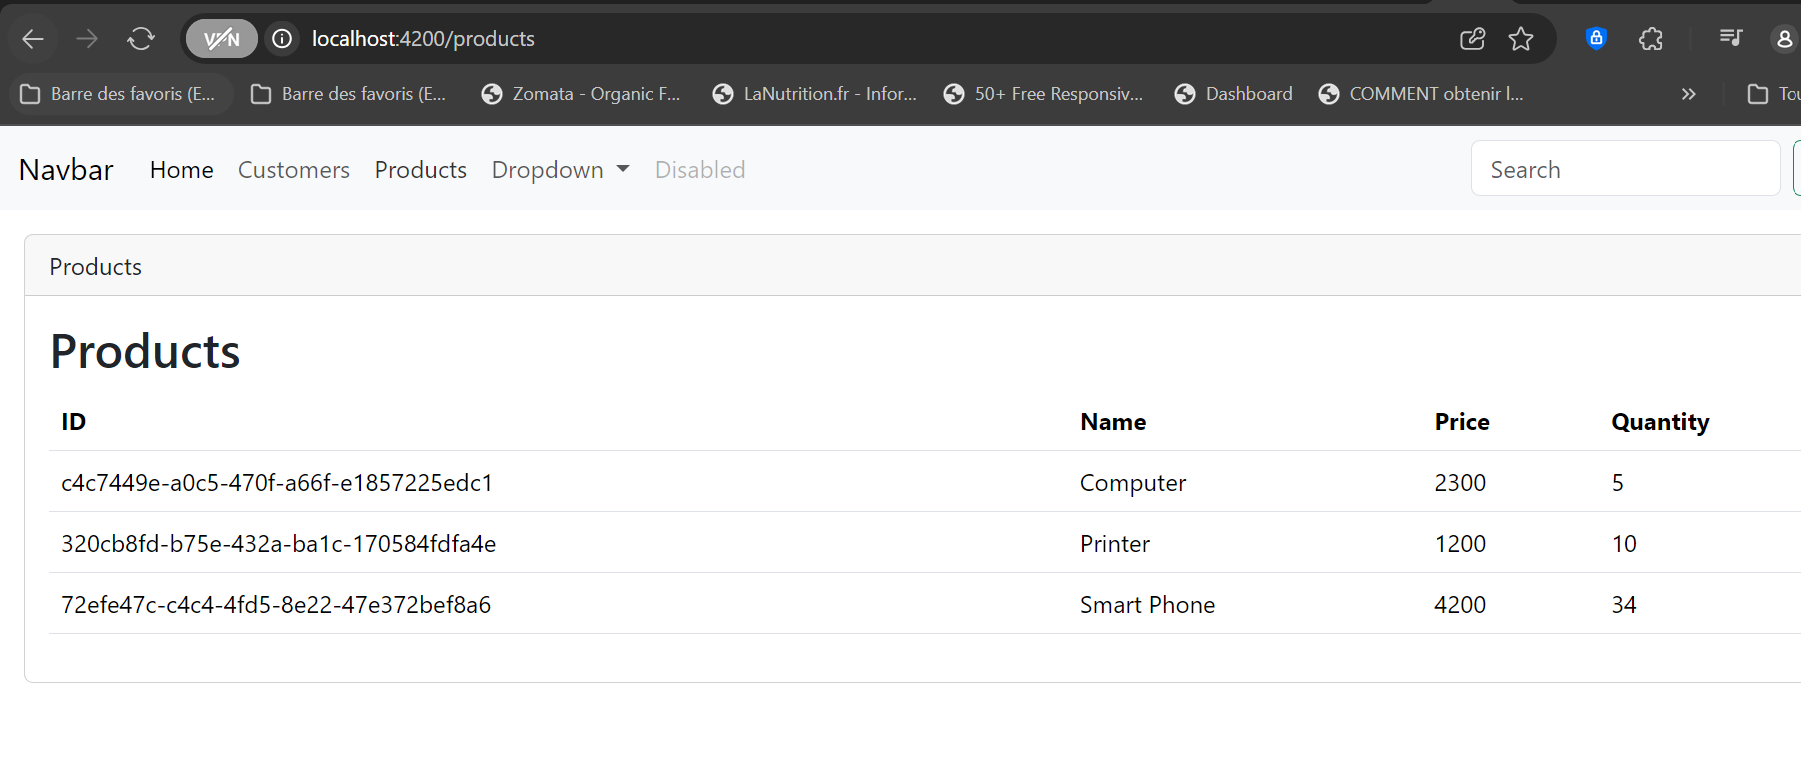 VPN localhost:4200/products
Barre des favoris (E... Barre des favoris (E... Zomata - Organic F... LaNutrition.fr - Infor... 50+ Free Responsiv... Dashboard COMMENT obtenir l... » Tou
Navbar Home Customers Products Dropdown Disabled Search
Products
Products
ID Name Price Quantity
c4c7449e-a0c5-470f-a66f-e1857225edc1 Computer 2300 5
320cb8fd-b75e-432a-ba1c-170584fdfa4e Printer 1200 10
72efe47c-c4c4-4fd5-8e22-47e372bef8a6 Smart Phone 4200 34